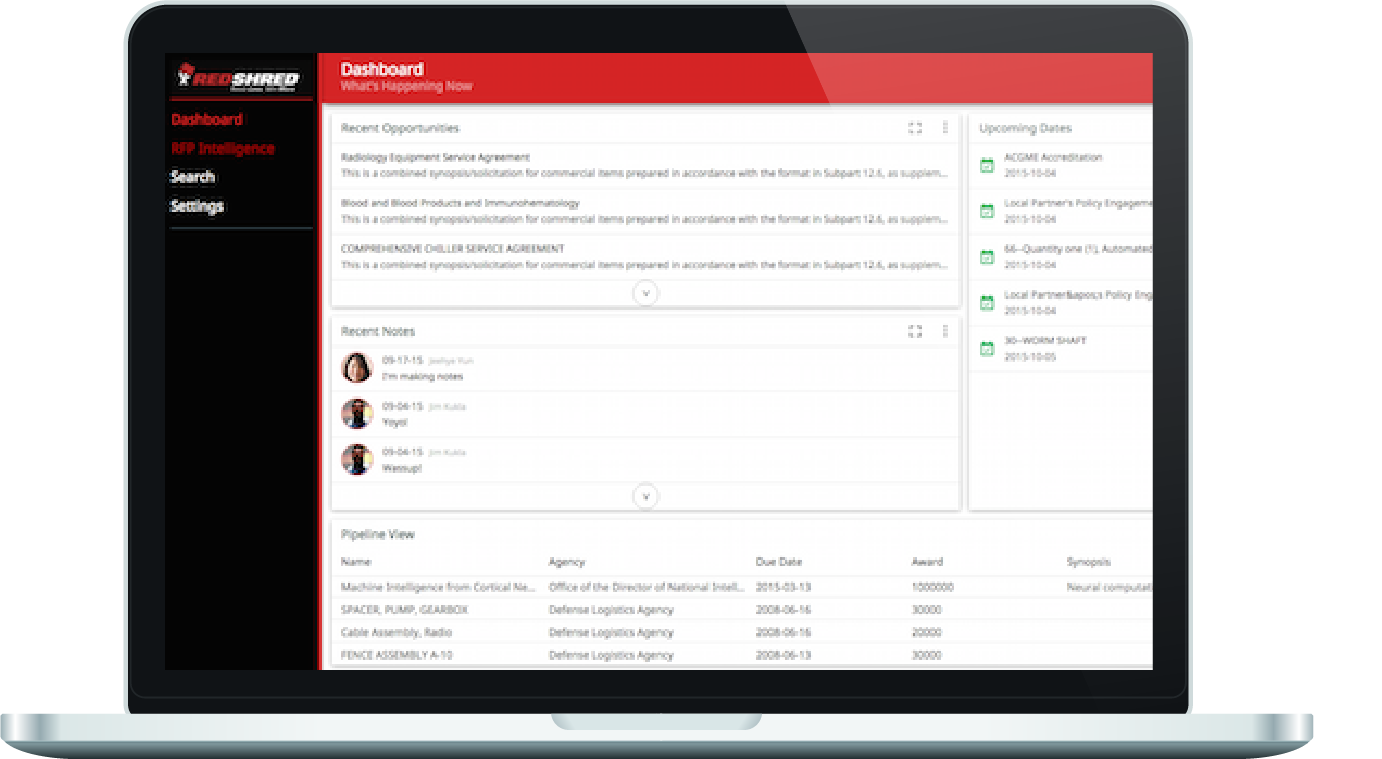 REDSHRED
Dashboard
RFP Intelligence
Search
Settings
Dashboard
What's Happening Now
Recent Opportunities
Radiology Equipment Service Agreement
This is a combined synopsis/solicitation for commercial items prepared in accordance with the format in Subpart 12.6, as supplem...
Blood and Blood Products and Immunohematology
This is a combined synopsis/solicitation for commercial items prepared in accordance with the format in Subpart 12.6, as supplem...
COMPREHENSIVE CHILLER SERVICE AGREEMENT
This is a combined synopsis/solicitation for commercial items prepared in accordance with the format in Subpart 12.6, as supplem...
Upcoming Dates
ACGME Accreditation
2015-10-04
Local Partner's Policy Engageme
2015-10-04
66--Quantity one (1), Automated
2015-10-04
Local Partner&apos;s Policy Eng
2015-10-04
30--WORM SHAFT
2015-10-05
Recent Notes
09-17-15
I'm making notes
09-04-15 Jim Kukla
Yoyo!
09-04-15 Jim Kukla
Wassup!
Pipeline View
Name Agency Due Date Award Synopsis
Machine Intelligence from Cortical Ne... Office of the Director of National Intell... 2015-03-13 1000000 Neural computat
SPACER, PUMP, GEARBOX Defense Logistics Agency 2008-06-16 30000
Cable Assembly, Radio Defense Logistics Agency 2008-06-16 20000
FENCE ASSEMBLY A-10 Defense Logistics Agency 2008-06-13 30000